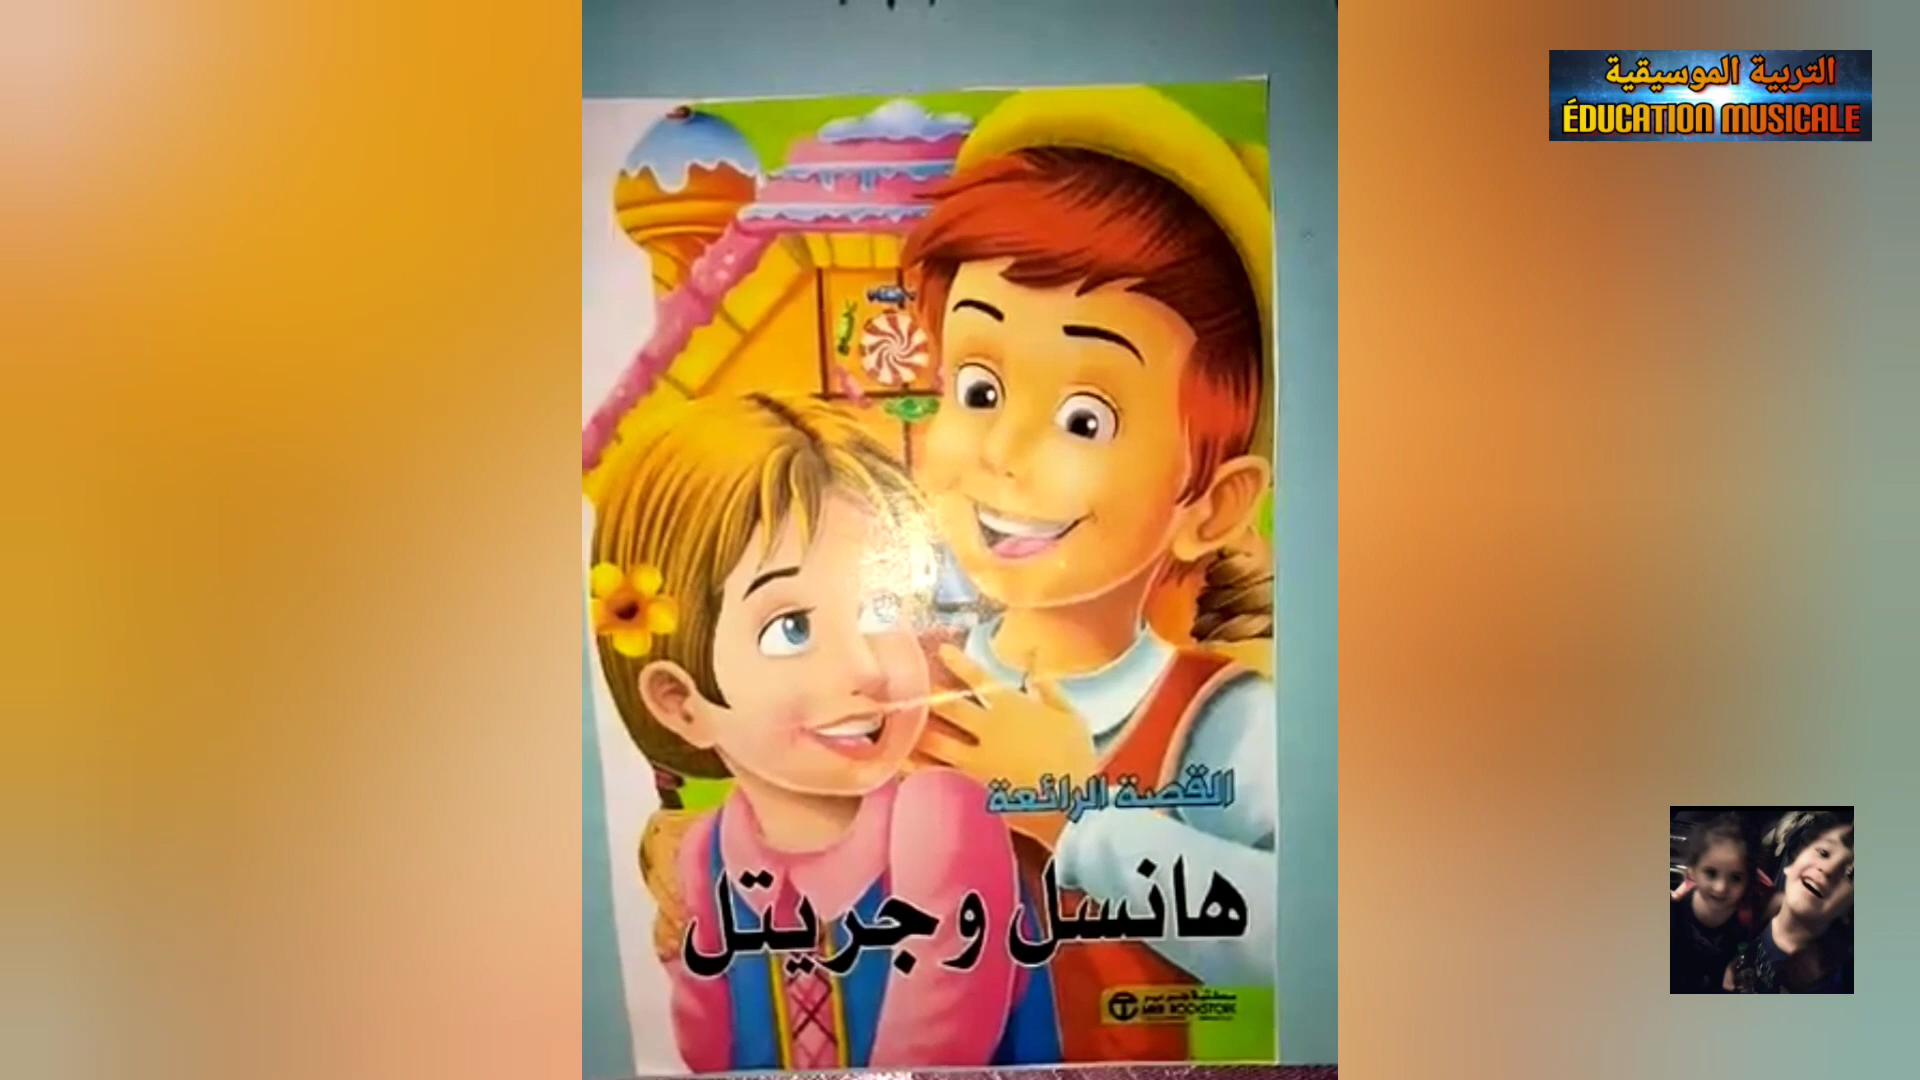 التربية الموسيقية
ÉDUCATION MUSICALE
القصة الرائعة
هانسل وجريتل